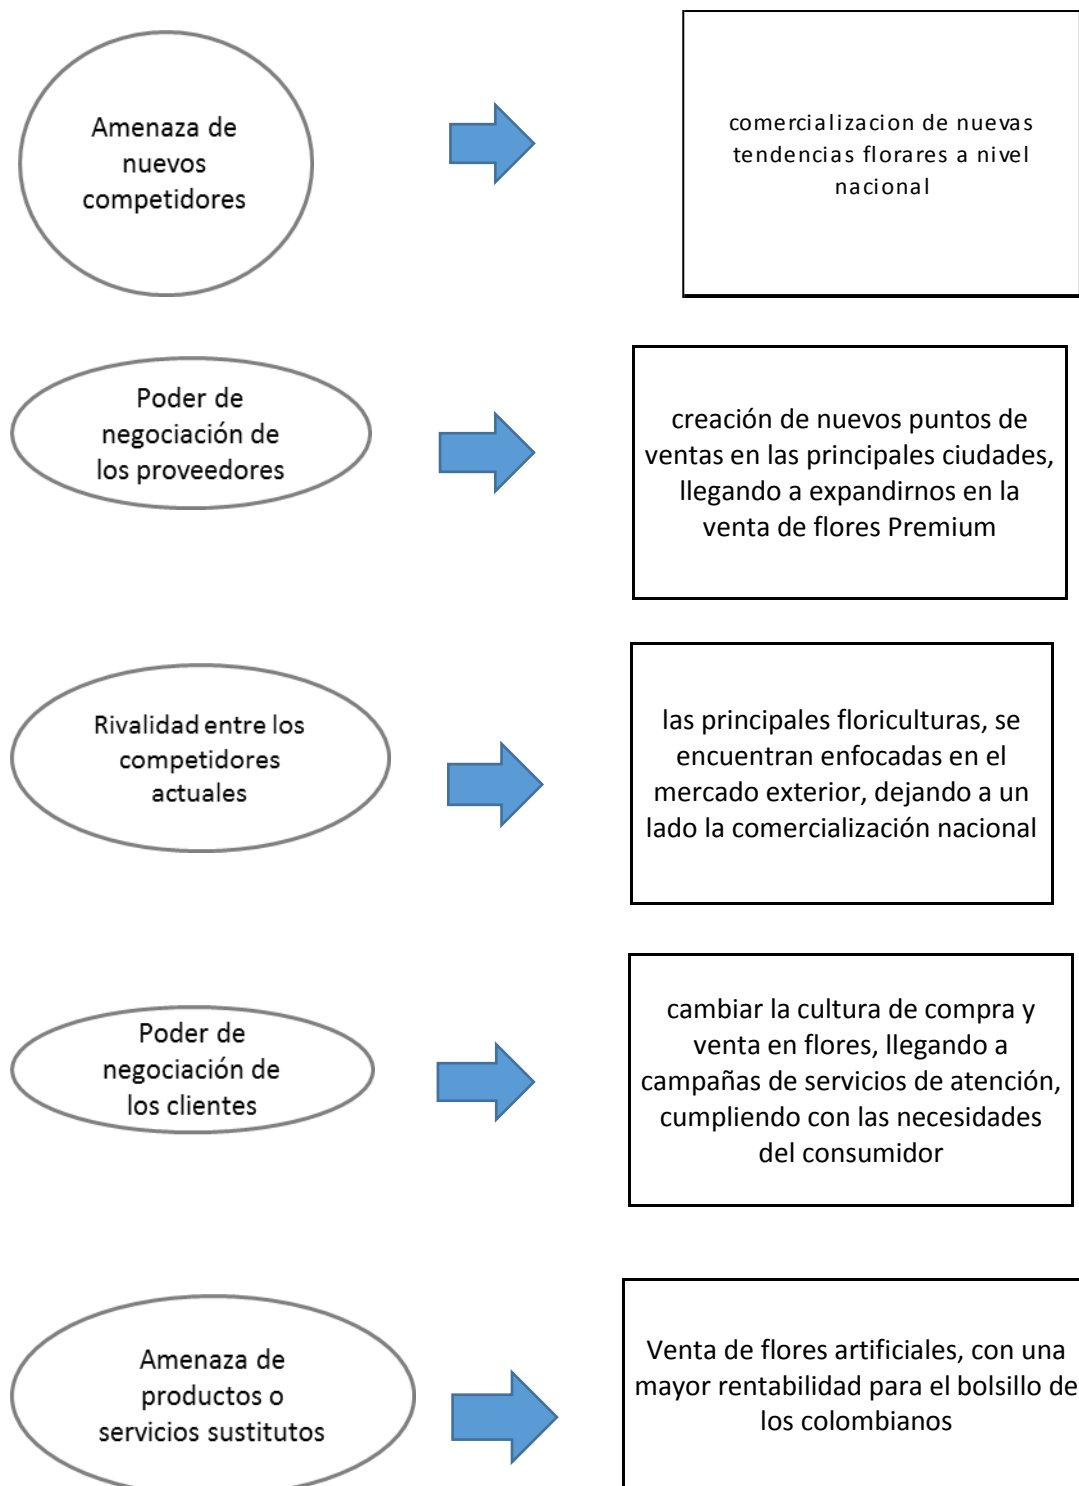 Amenaza de
nuevos
competidores
comercializacion de nuevas
tendencias florares a nivel
nacional
Poder de
negociación de
los proveedores
creación de nuevos puntos de
ventas en las principales ciudades,
llegando a expandirnos en la
venta de flores Premium
Rivalidad entre los
competidores
actuales
las principales floriculturas, se
encuentran enfocadas en el
mercado exterior, dejando a un
lado la comercialización nacional
Poder de
negociación de
los clientes
cambiar la cultura de compra y
venta en flores, llegando a
campañas de servicios de atención,
cumpliendo con las necesidades
del consumidor
Amenaza de
productos o
servicios sustitutos
Venta de flores artificiales, con una
mayor rentabilidad para el bolsillo de
los colombianos